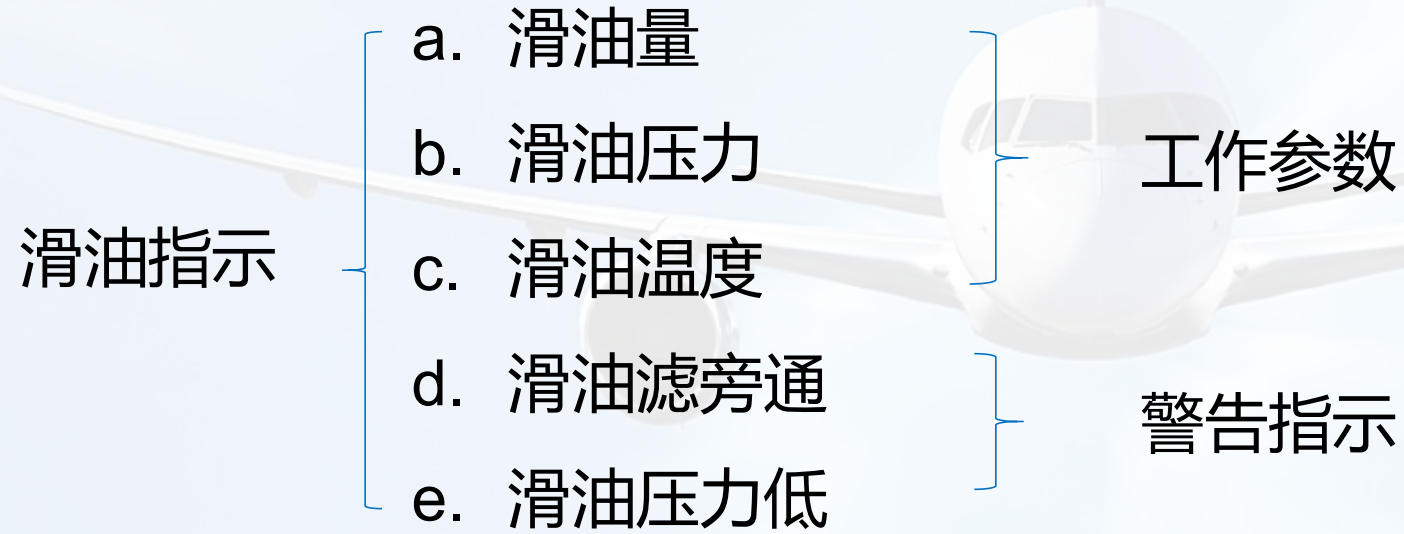 滑油指示
a. 滑油量
b. 滑油压力
c. 滑油温度
d. 滑油滤旁通
e. 滑油压力低
工作参数
警告指示